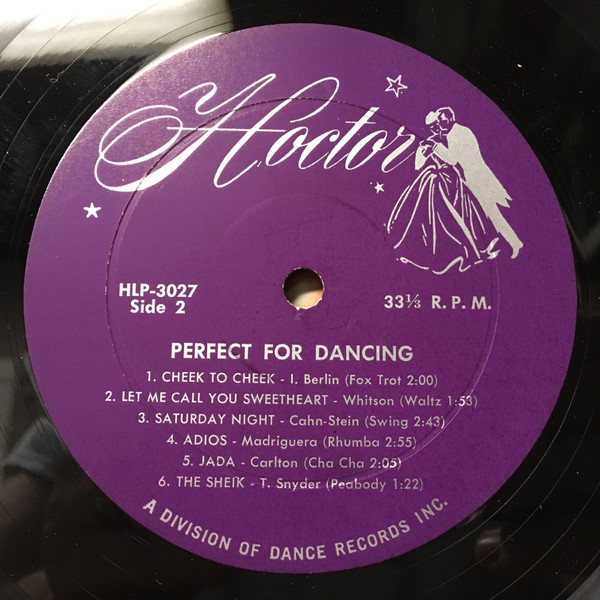 Hoctor
HLP-3027
Side 2
33⅓ R.P.M.
PERFECT FOR DANCING
1. CHEEK TO CHEEK - I. Berlin (Fox Trot 2:00)
2. LET ME CALL YOU SWEETHEART - Whitson (Waltz 1:53)
3. SATURDAY NIGHT - Cahn-Stein (Swing 2:43)
4. ADIOS - Madriguera (Rhumba 2:55)
5. JADA - Carlton (Cha Cha 2:05)
6. THE SHEIK - T. Snyder (Peabody 1:22)
A DIVISION OF DANCE RECORDS INC.